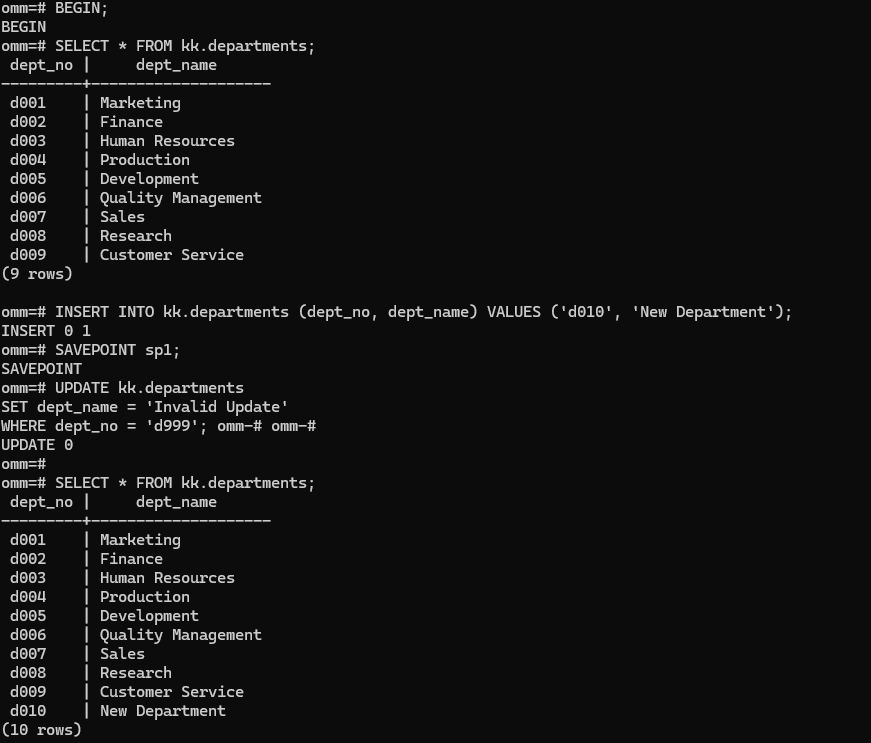 omm=# BEGIN;
BEGIN
omm=# SELECT * FROM kk.departments;
 dept_no |     dept_name
---------+--------------------
 d001    | Marketing
 d002    | Finance
 d003    | Human Resources
 d004    | Production
 d005    | Development
 d006    | Quality Management
 d007    | Sales
 d008    | Research
 d009    | Customer Service
(9 rows)

omm=# INSERT INTO kk.departments (dept_no, dept_name) VALUES ('d010', 'New Department');
INSERT 0 1
omm=# SAVEPOINT sp1;
SAVEPOINT
omm=# UPDATE kk.departments
SET dept_name = 'Invalid Update'
WHERE dept_no = 'd999'; omm-# omm-#
UPDATE 0
omm=#
omm=# SELECT * FROM kk.departments;
 dept_no |     dept_name
---------+--------------------
 d001    | Marketing
 d002    | Finance
 d003    | Human Resources
 d004    | Production
 d005    | Development
 d006    | Quality Management
 d007    | Sales
 d008    | Research
 d009    | Customer Service
 d010    | New Department
(10 rows)